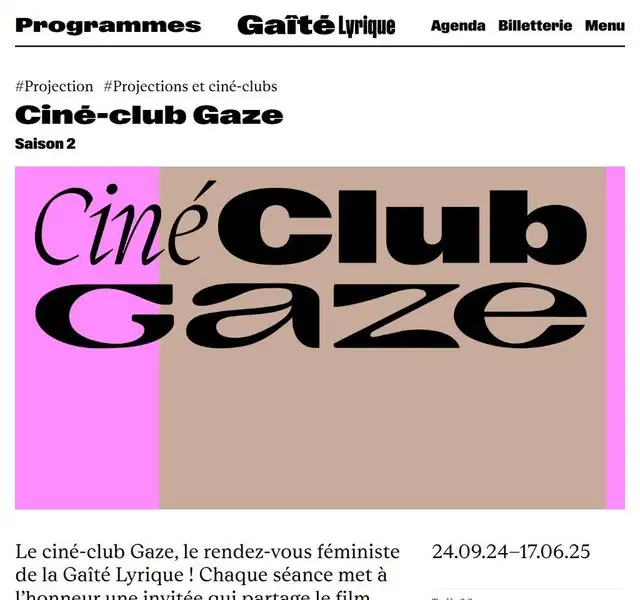 Programmes Gaîté Lyrique Agenda Billetterie Menu
#Projection #Projections et ciné-clubs
Ciné-club Gaze
Saison 2
Ciné Club
Gaze
Le ciné-club Gaze, le rendez-vous féministe
de la Gaîté Lyrique ! Chaque séance met à
l’honneur une invitée qui partage le film
24.09.24–17.06.25